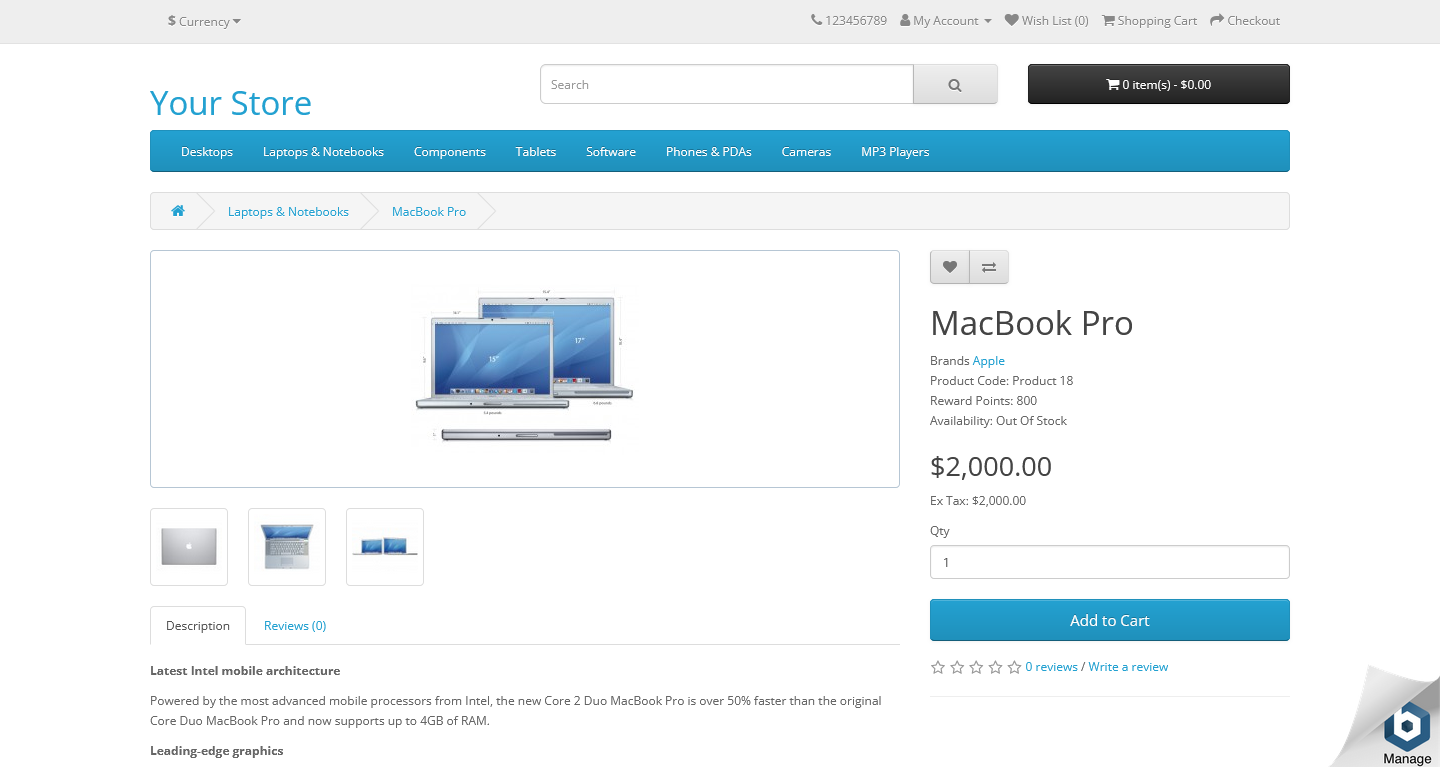 $ Currency
123456789 My Account Wish List (0) Shopping Cart Checkout
Your Store
Search
0 item(s) - $0.00
Desktops Laptops & Notebooks Components Tablets Software Phones & PDAs Cameras MP3 Players
Laptops & Notebooks MacBook Pro
15"
17"
MacBook Pro
Brands Apple
Product Code: Product 18
Reward Points: 800
Availability: Out Of Stock
$2,000.00
Ex Tax: $2,000.00
Qty
1
Add to Cart
0 reviews / Write a review
Description Reviews (0)
Latest Intel mobile architecture
Powered by the most advanced mobile processors from Intel, the new Core 2 Duo MacBook Pro is over 50% faster than the original
Core Duo MacBook Pro and now supports up to 4GB of RAM.
Leading-edge graphics
Manage